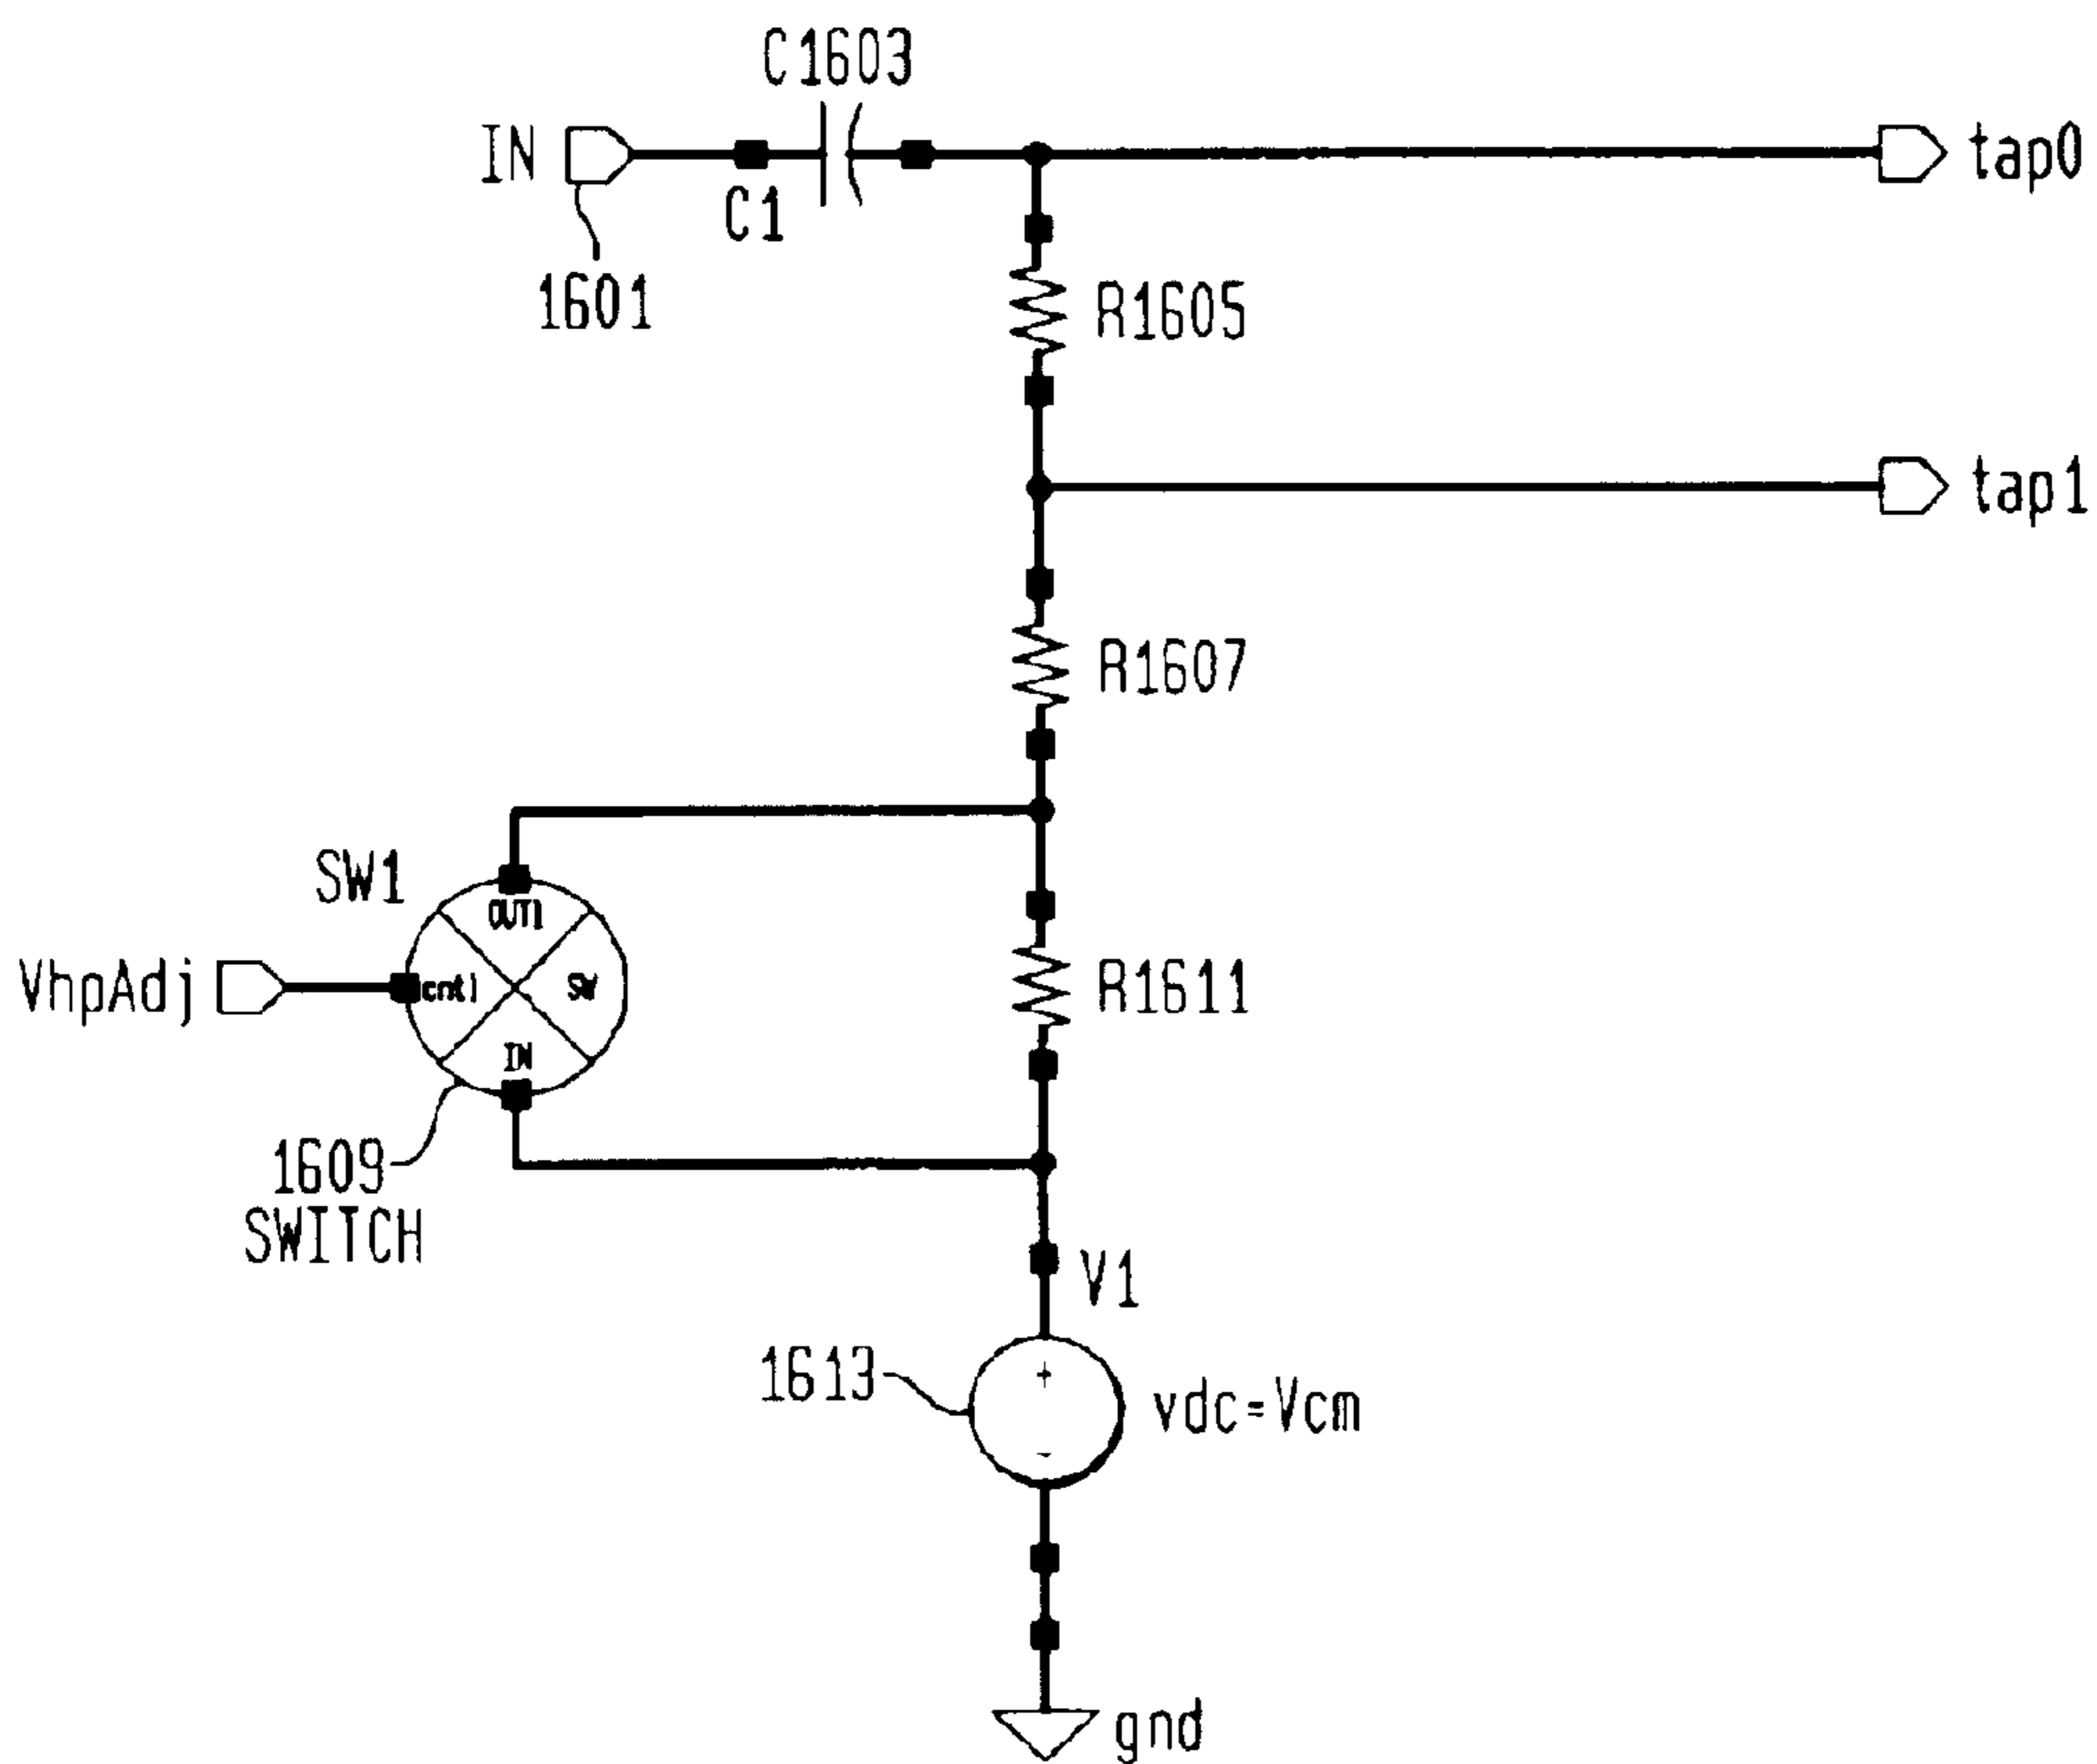 C1603
IN
tap0
C1
1601
R1605
tap1
R1607
SW1
OUT1
VhpAdj
cntl
SW
R1611
IN
1609
SWITCH
V1
1613
+
vdc=Vcm
-
gnd